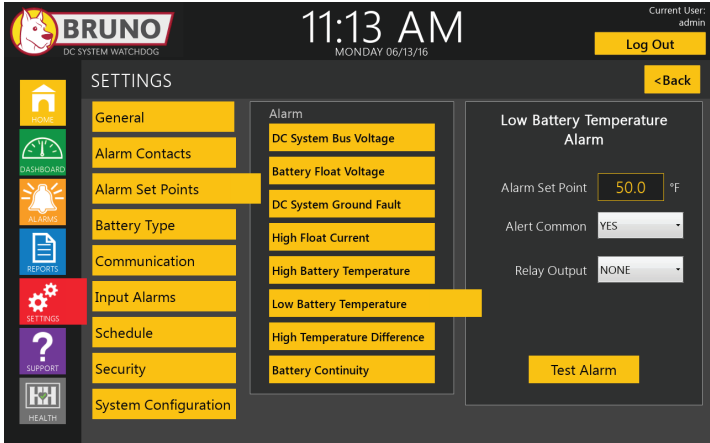 BRUNO
DC SYSTEM WATCHDOG
11:13 AM
MONDAY 06/13/16
Current User:
admin
Log Out
SETTINGS
<Back
HOME
DASHBOARD
ALARMS
REPORTS
SETTINGS
?
SUPPORT
HEALTH
General
Alarm Contacts
Alarm Set Points
Battery Type
Communication
Input Alarms
Schedule
Security
System Configuration
Alarm
DC System Bus Voltage
Battery Float Voltage
DC System Ground Fault
High Float Current
High Battery Temperature
Low Battery Temperature
High Temperature Difference
Battery Continuity
Low Battery Temperature
Alarm
Alarm Set Point 50.0 °F
Alert Common YES
Relay Output NONE
Test Alarm